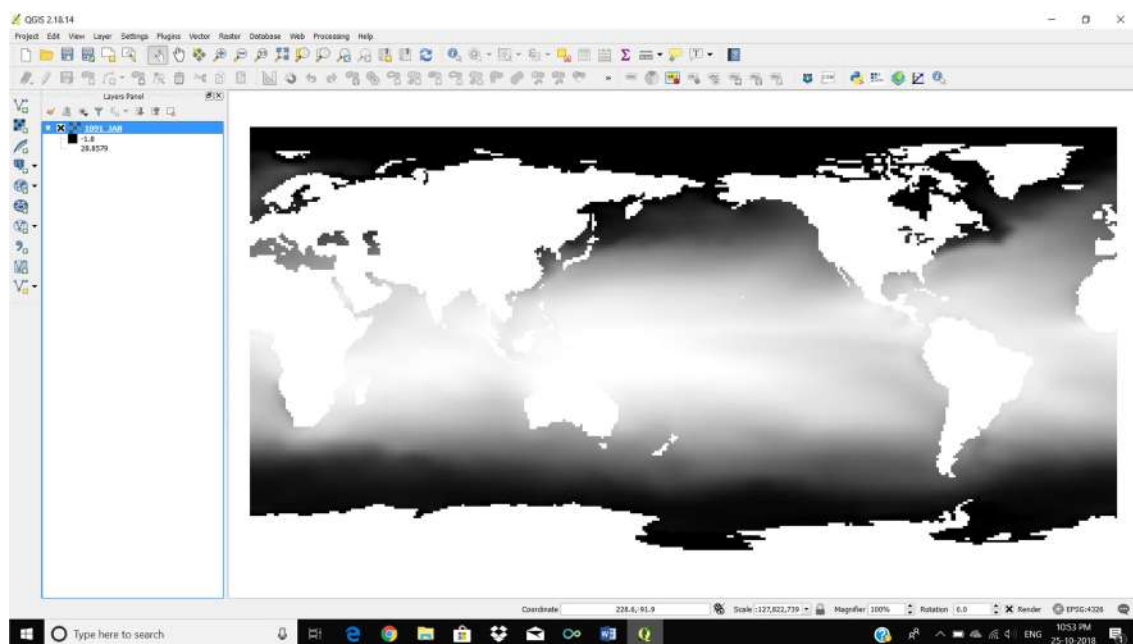 QGIS 2.18.14
Project Edit View Layer Settings Plugins Vector Raster Database Web Processing Help
Layers Panel
1891 JAN
-1.8
28.8579
Coordinate 228.6,-91.9 Scale :127,822,739 Magnifier 100% Rotation 0.0 Render EPSG:4326
Type here to search
ENG
10:53 PM
25-10-2018